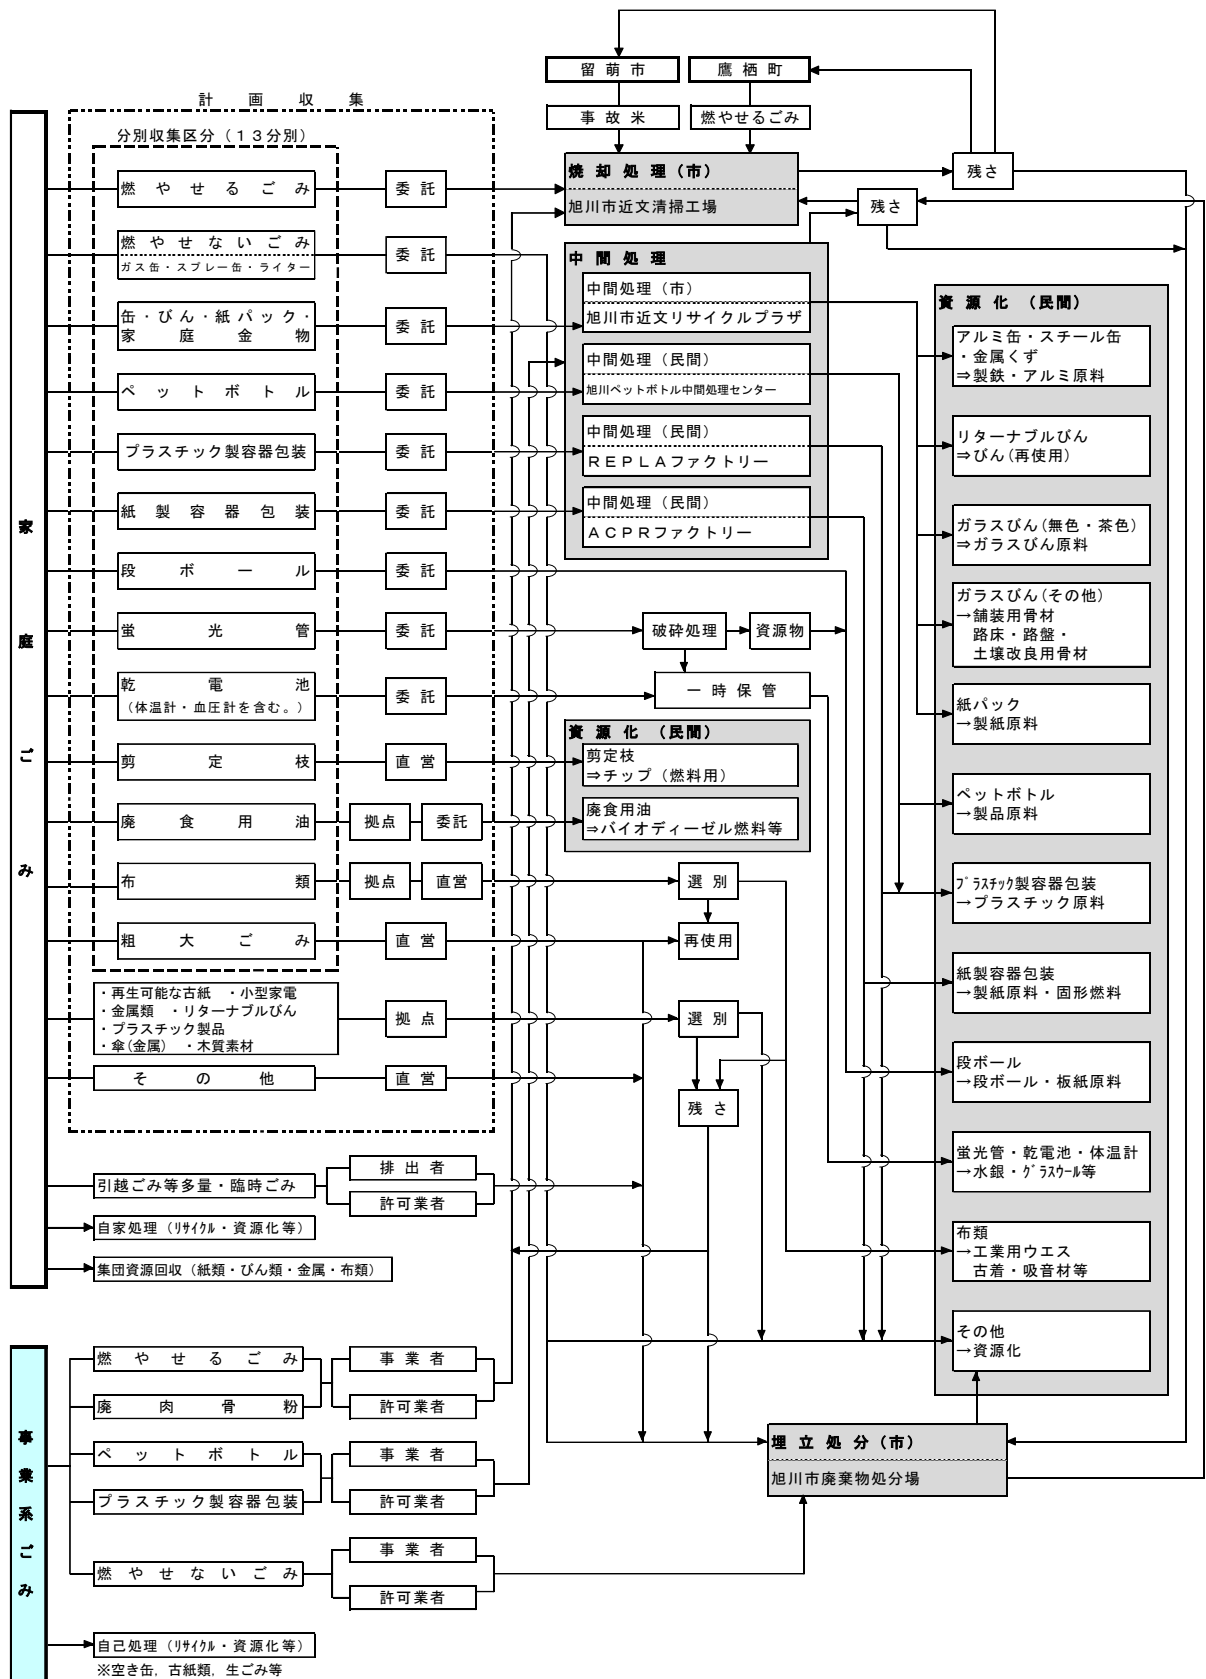 留萌市
鷹栖町
計画収集
事故米
燃やせるごみ
分別収集区分（１３分別）
焼却処理（市）
旭川市近文清掃工場
残さ
残さ
家庭ごみ
燃やせるごみ
委託
燃やせないごみ
ガス缶・スプレー缶・ライター
委託
缶・びん・紙パック・
家庭金物
委託
ペットボトル
委託
プラスチック製容器包装
委託
紙製容器包装
委託
段ボール
委託
蛍光管
委託
乾電池
（体温計・血圧計を含む。）
委託
剪定枝
直営
廃食用油
拠点
委託
布類
拠点
直営
粗大ごみ
直営
・再生可能な古紙　・小型家電
・金属類　・リターナブルびん
・プラスチック製品
・傘(金属)　・木質素材
拠点
その他
直営
引越ごみ等多量・臨時ごみ
排出者
許可業者
自家処理（ﾘｻｲｸﾙ・資源化等）
集団資源回収（紙類・びん類・金属・布類）
中間処理
中間処理（市）
旭川市近文リサイクルプラザ
中間処理（民間）
旭川ペットボトル中間処理センター
中間処理（民間）
ＲＥＰＬＡファクトリー
中間処理（民間）
ＡＣＰＲファクトリー
破砕処理
資源物
一時保管
資源化（民間）
剪定枝
⇒チップ（燃料用）
廃食用油
⇒バイオディーゼル燃料等
選別
再使用
選別
残さ
資源化（民間）
アルミ缶・スチール缶
・金属くず
⇒製鉄・アルミ原料
リターナブルびん
⇒びん(再使用)
ガラスびん(無色・茶色)
⇒ガラスびん原料
ガラスびん(その他)
→舗装用骨材
路床・路盤・
土壌改良用骨材
紙パック
→製紙原料
ペットボトル
→製品原料
ﾌﾟﾗｽﾁｯｸ製容器包装
→プラスチック原料
紙製容器包装
→製紙原料・固形燃料
段ボール
→段ボール・板紙原料
蛍光管・乾電池・体温計
→水銀・ｸﾞﾗｽｳｰﾙ等
布類
→工業用ウエス
古着・吸音材等
その他
→資源化
事業系ごみ
燃やせるごみ
廃肉骨粉
事業者
許可業者
ペットボトル
プラスチック製容器包装
事業者
許可業者
燃やせないごみ
事業者
許可業者
埋立処分（市）
旭川市廃棄物処分場
自己処理（ﾘｻｲｸﾙ・資源化等）
※空き缶，古紙類，生ごみ等